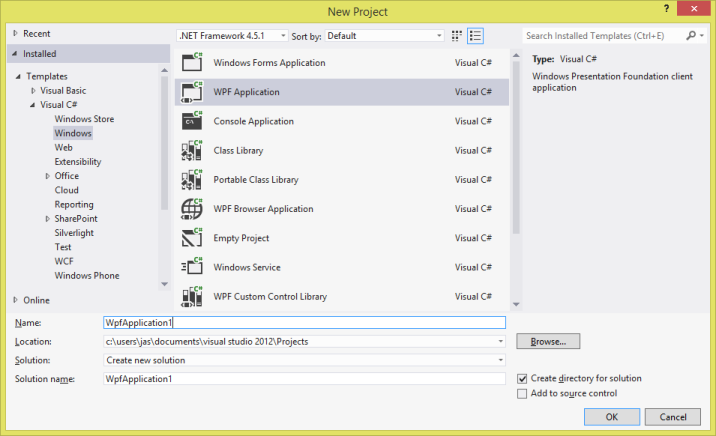 New Project
? ×
Recent
Installed
Templates
Visual Basic
Visual C#
Windows Store
Windows
Web
Extensibility
Office
Cloud
Reporting
SharePoint
Silverlight
Test
WCF
Windows Phone
Online
.NET Framework 4.5.1 Sort by: Default
Windows Forms Application Visual C#
WPF Application Visual C#
Console Application Visual C#
Class Library Visual C#
Portable Class Library Visual C#
WPF Browser Application Visual C#
Empty Project Visual C#
Windows Service Visual C#
WPF Custom Control Library Visual C#
Search Installed Templates (Ctrl+E)
Type: Visual C#
Windows Presentation Foundation client
application
Name: WpfApplication1
Location: c:\users\jas\documents\visual studio 2012\Projects Browse...
Solution: Create new solution
Solution name: WpfApplication1
Create directory for solution
Add to source control
OK Cancel